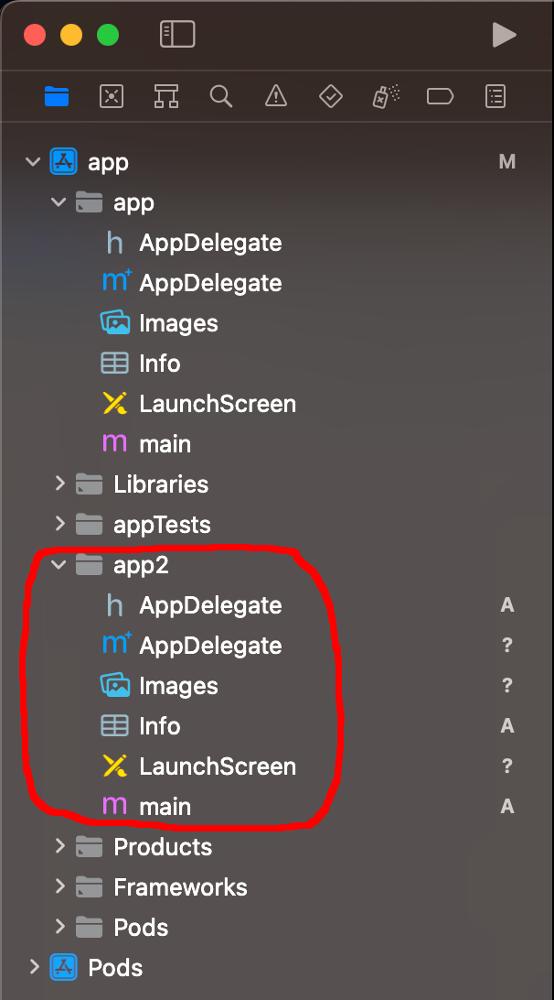 app M
app
h AppDelegate
m+ AppDelegate
Images
Info
LaunchScreen
m main
Libraries
appTests
app2
h AppDelegate A
m+ AppDelegate ?
Images ?
Info A
LaunchScreen ?
m main A
Products
Frameworks
Pods
Pods